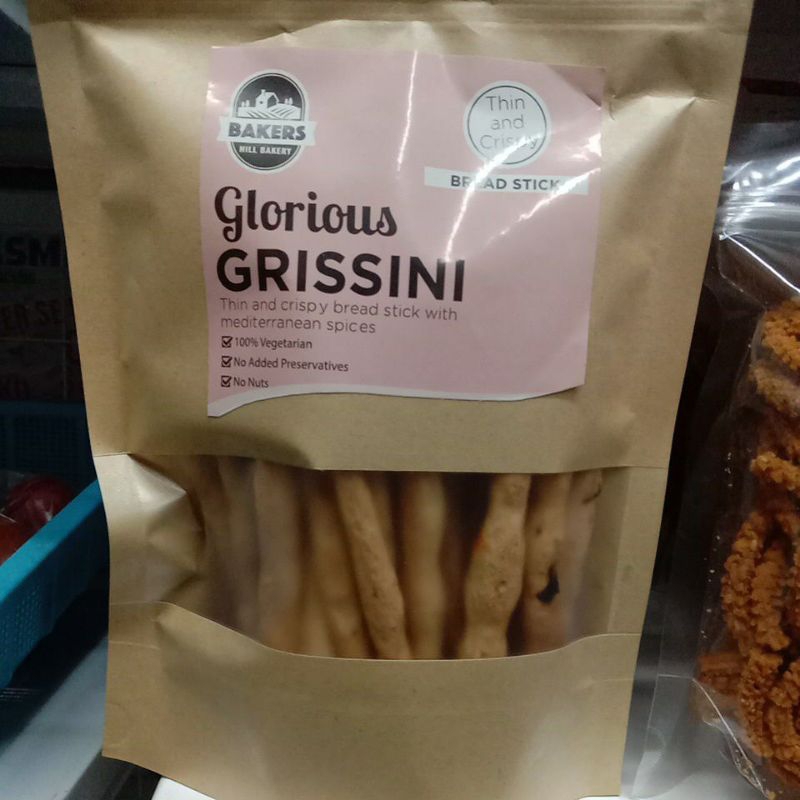 BAKERS
HILL BAKERY
Thin
and
Crispy
BREAD STICK
Glorious
GRISSINI
Thin and crispy bread stick with
mediterranean spices
100% Vegetarian
No Added Preservatives
No Nuts